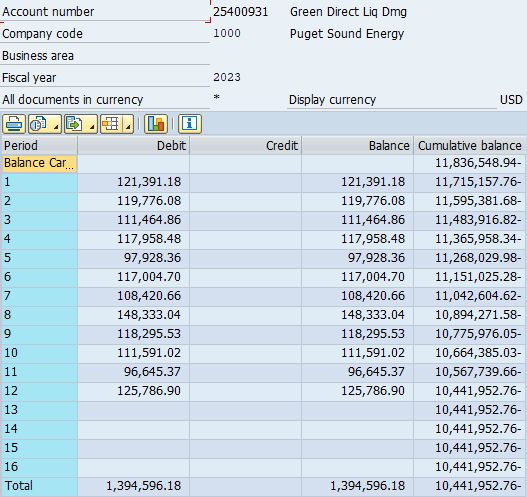 Account number 25400931 Green Direct Liq Dmg
Company code 1000 Puget Sound Energy
Business area
Fiscal year 2023
All documents in currency * Display currency USD
Period Debit Credit Balance Cumulative balance
Balance Car... 11,836,548.94-
1 121,391.18 121,391.18 11,715,157.76-
2 119,776.08 119,776.08 11,595,381.68-
3 111,464.86 111,464.86 11,483,916.82-
4 117,958.48 117,958.48 11,365,958.34-
5 97,928.36 97,928.36 11,268,029.98-
6 117,004.70 117,004.70 11,151,025.28-
7 108,420.66 108,420.66 11,042,604.62-
8 148,333.04 148,333.04 10,894,271.58-
9 118,295.53 118,295.53 10,775,976.05-
10 111,591.02 111,591.02 10,664,385.03-
11 96,645.37 96,645.37 10,567,739.66-
12 125,786.90 125,786.90 10,441,952.76-
13 10,441,952.76-
14 10,441,952.76-
15 10,441,952.76-
16 10,441,952.76-
Total 1,394,596.18 1,394,596.18 10,441,952.76-